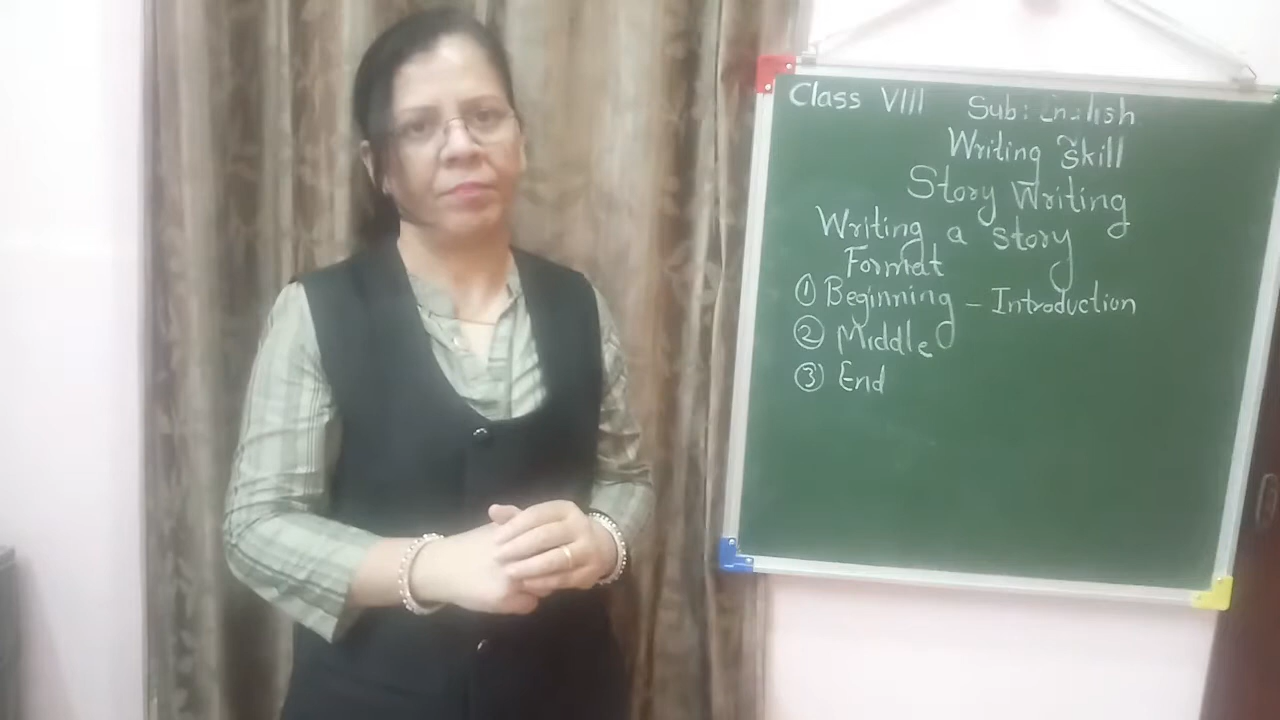 Class VIII Sub: English
Writing Skill
Story Writing
Writing a story
Format
① Beginning - Introduction
② Middle
③ End